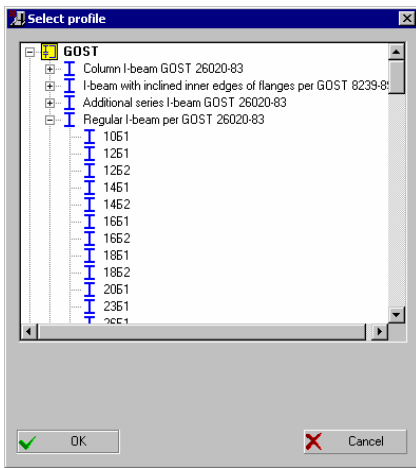 Select profile
GOST
Column I-beam GOST 26020-83
I-beam with inclined inner edges of flanges per GOST 8239-8
Additional series I-beam GOST 26020-83
Regular I-beam per GOST 26020-83
10Б1
12Б1
12Б2
14Б1
14Б2
16Б1
16Б2
18Б1
18Б2
20Б1
23Б1
26Б1
OK
Cancel